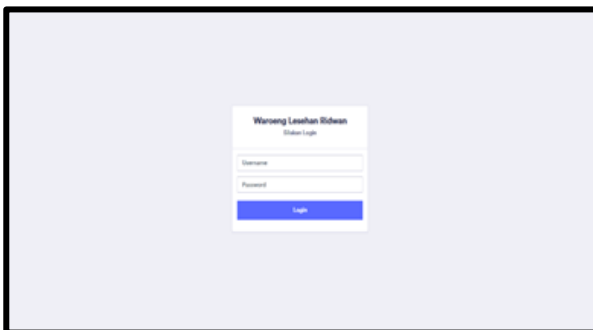 Waroeng Lesehan Ridwan
Silakan Login
Username
Password
Login